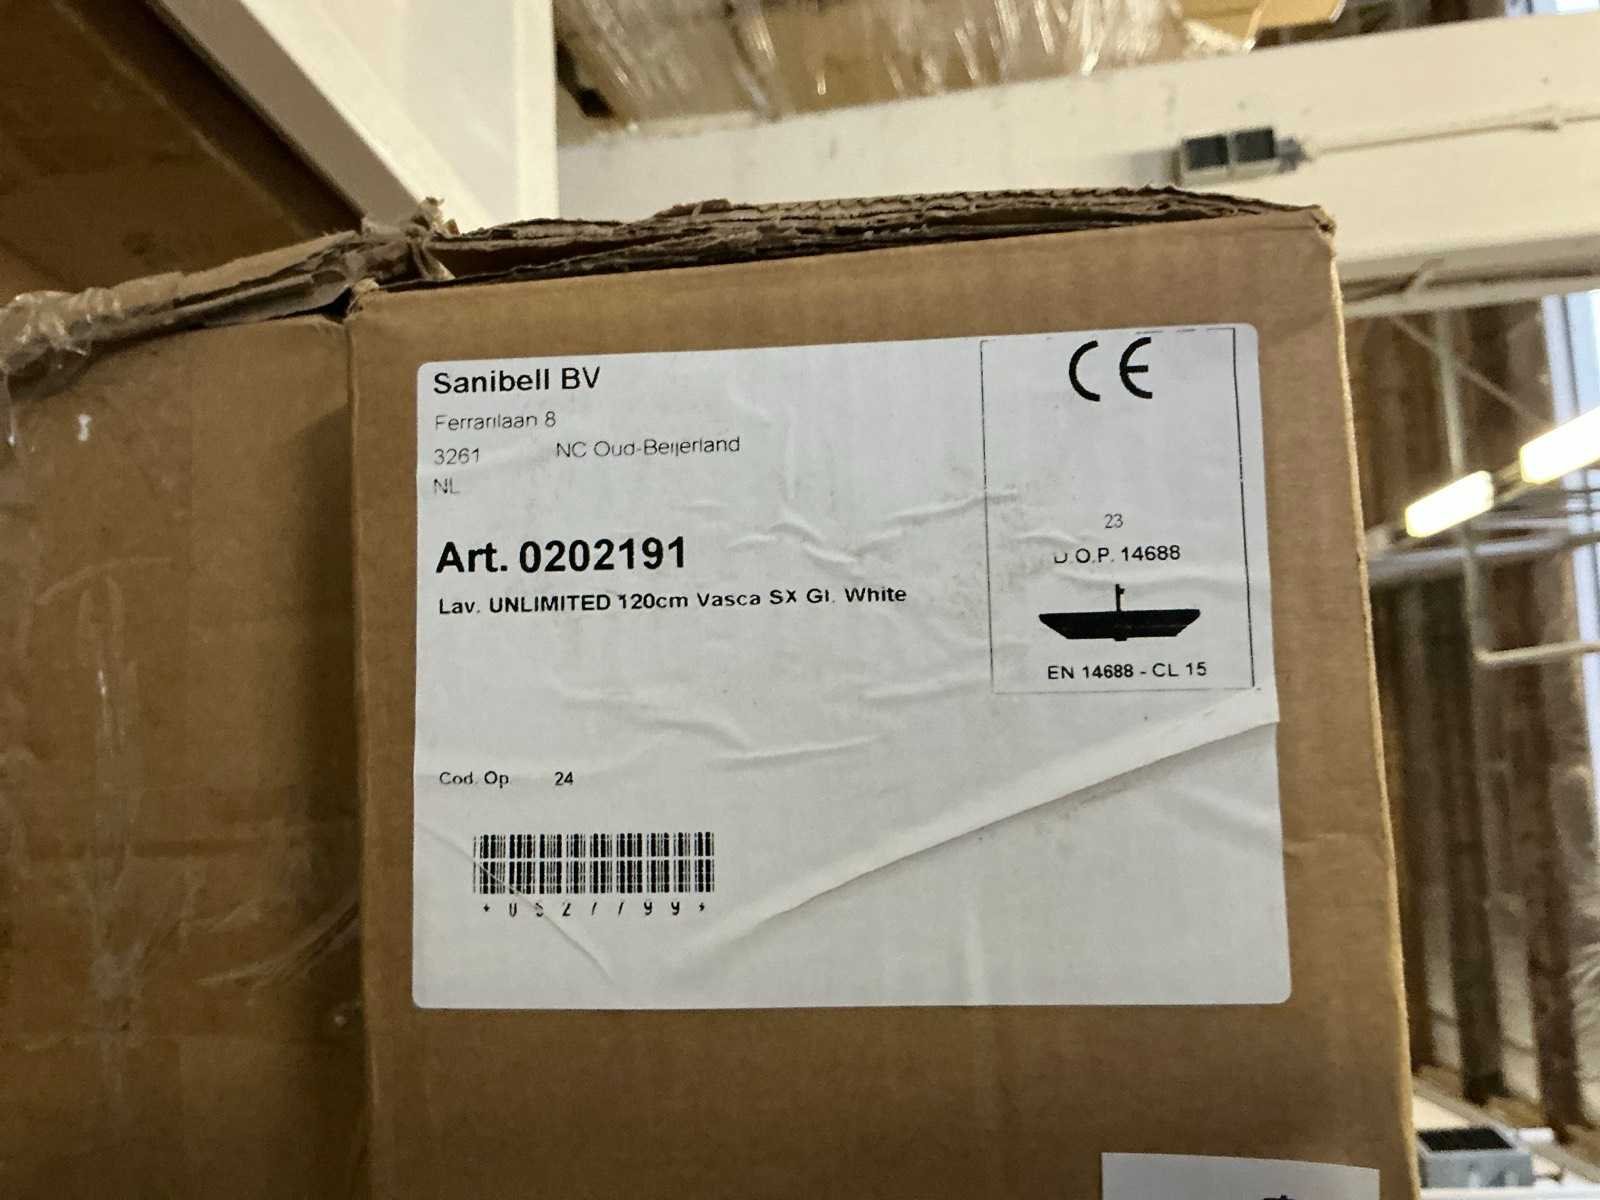 Sanibell BV
Ferrarilaan 8
3261 NC Oud-Beijerland
NL
Art. 0202191
Lav. UNLIMITED 120cm Vasca SX Gl. White
Cod. Op. 24
CE
23
D.O.P. 14688
EN 14688 - CL 15